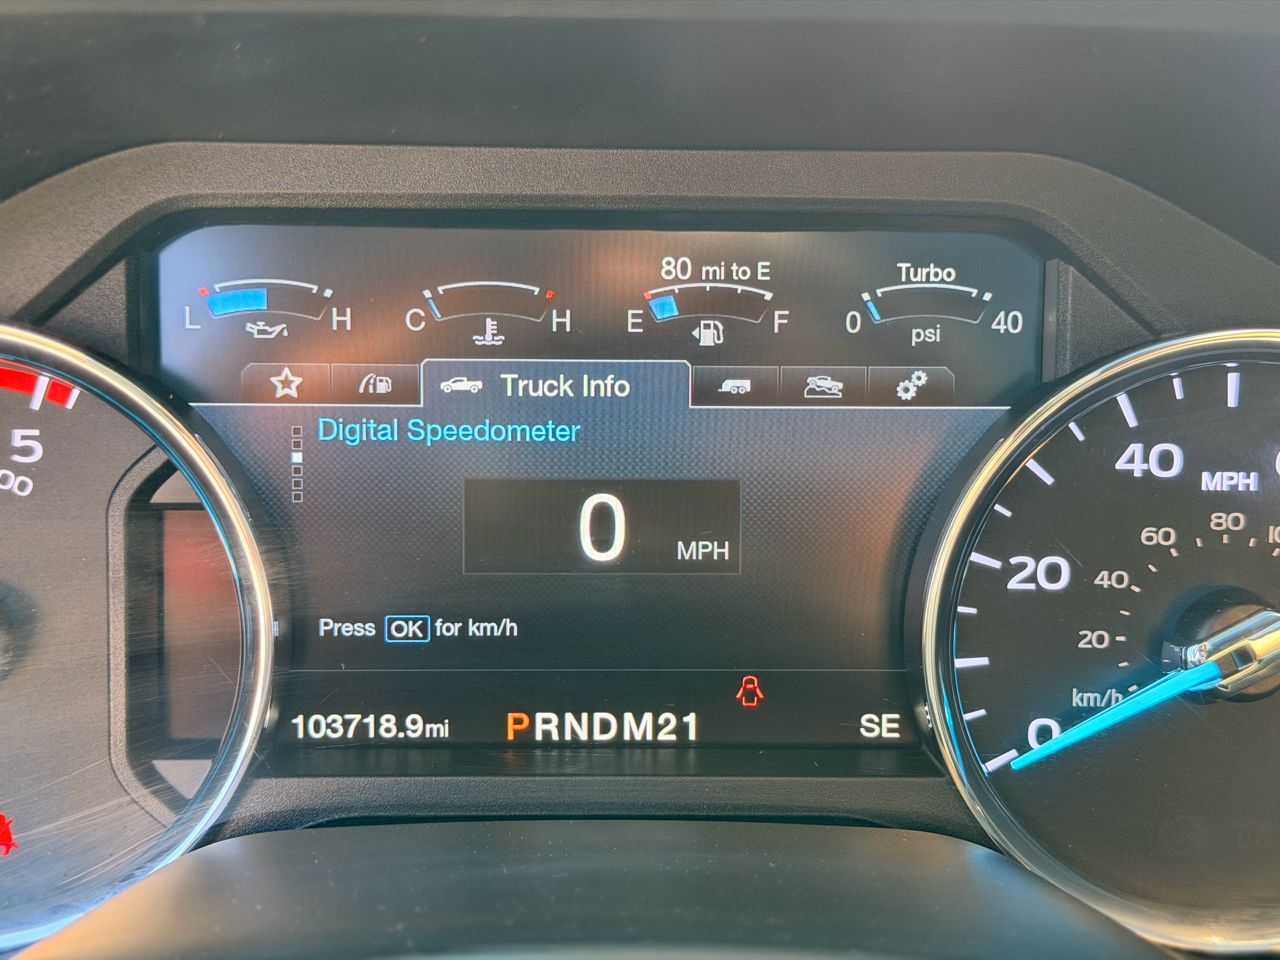 80 mi to E
Turbo
L H
C H
E F
0 40
psi
Truck Info
Digital Speedometer
0
MPH
Press OK for km/h
103718.9mi
PRNDM21
SE
5
00
40
MPH
20
0
80
60
40
20
km/h